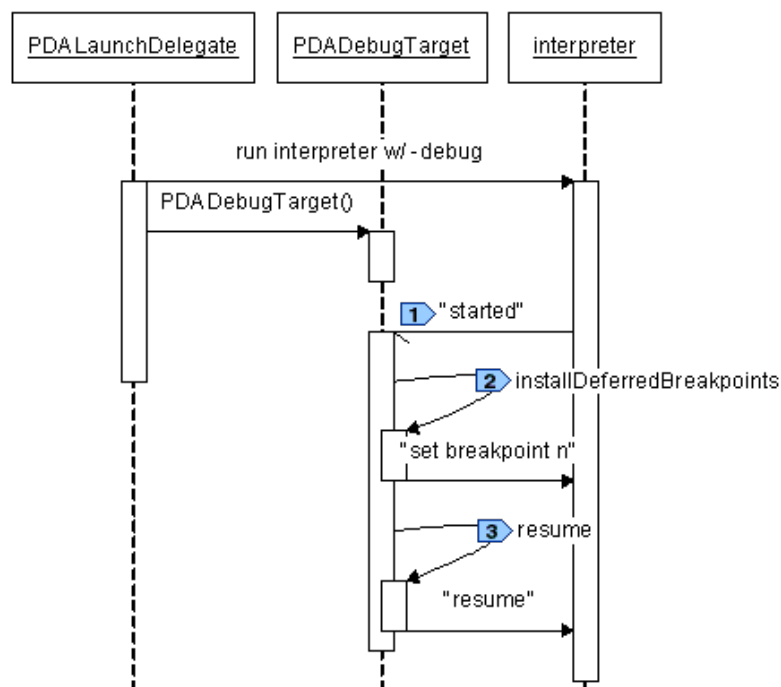 PDALaunchDelegate
PDADebugTarget
interpreter
run interpreter w/ -debug
PDADebugTarget()
1 "started"
2 installDeferredBreakpoints
"set breakpoint n"
3 resume
"resume"